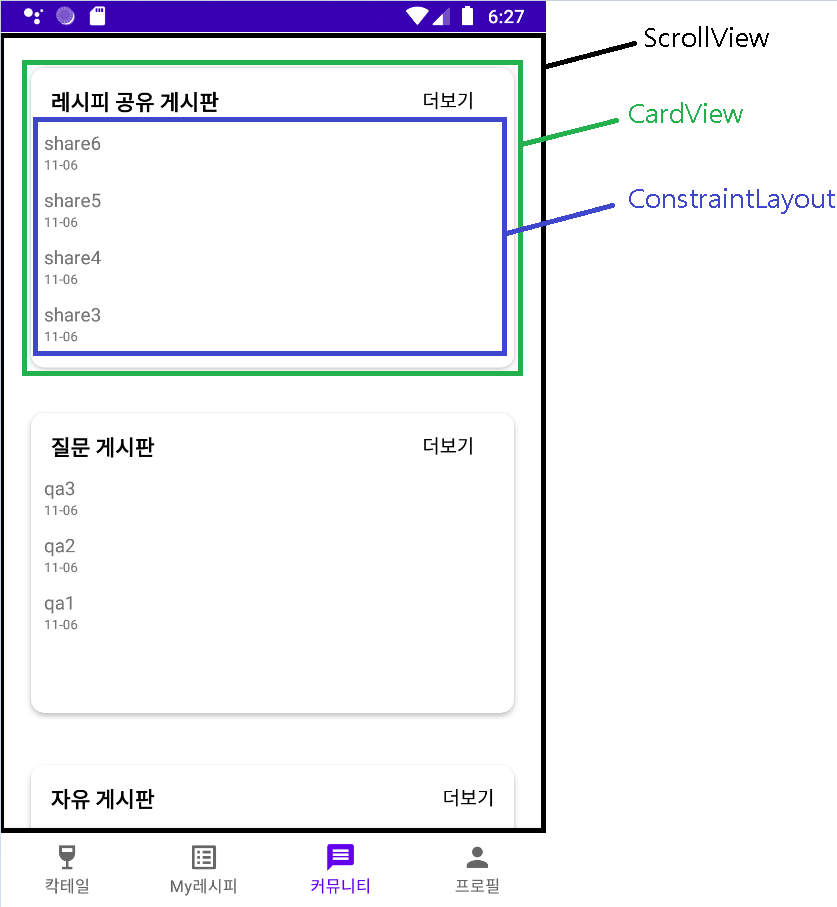 6:27
ScrollView
레시피 공유 게시판 더보기
CardView
share6
11-06
share5
11-06
ConstraintLayout
share4
11-06
share3
11-06
질문 게시판 더보기
qa3
11-06
qa2
11-06
qa1
11-06
자유 게시판 더보기
칵테일 My레시피 커뮤니티 프로필